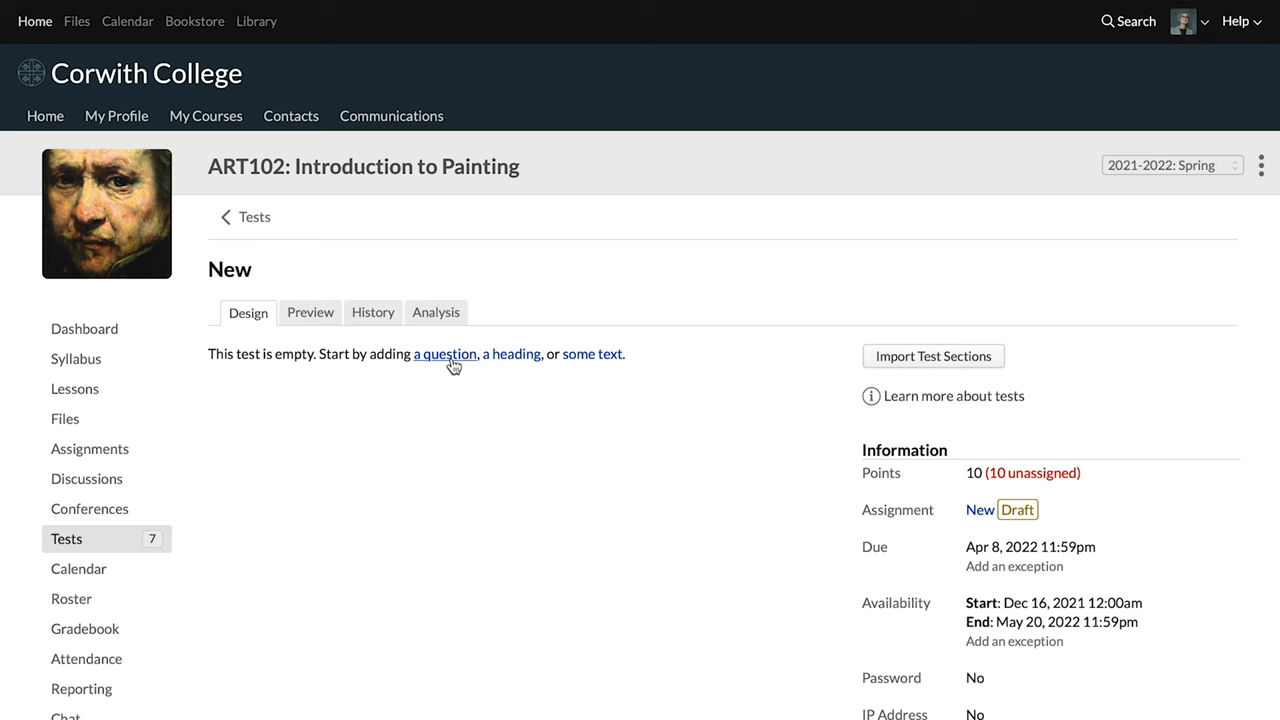 Home Files Calendar Bookstore Library
Search Help
Corwith College
Home My Profile My Courses Contacts Communications
ART102: Introduction to Painting
2021-2022: Spring
Tests
New
Design Preview History Analysis
This test is empty. Start by adding a question, a heading, or some text.
Import Test Sections
Learn more about tests
Information
Points 10 (10 unassigned)
Assignment New Draft
Due Apr 8, 2022 11:59pm
Add an exception
Availability Start: Dec 16, 2021 12:00am
End: May 20, 2022 11:59pm
Add an exception
Password No
IP Address No
Dashboard
Syllabus
Lessons
Files
Assignments
Discussions
Conferences
Tests 7
Calendar
Roster
Gradebook
Attendance
Reporting
Chat